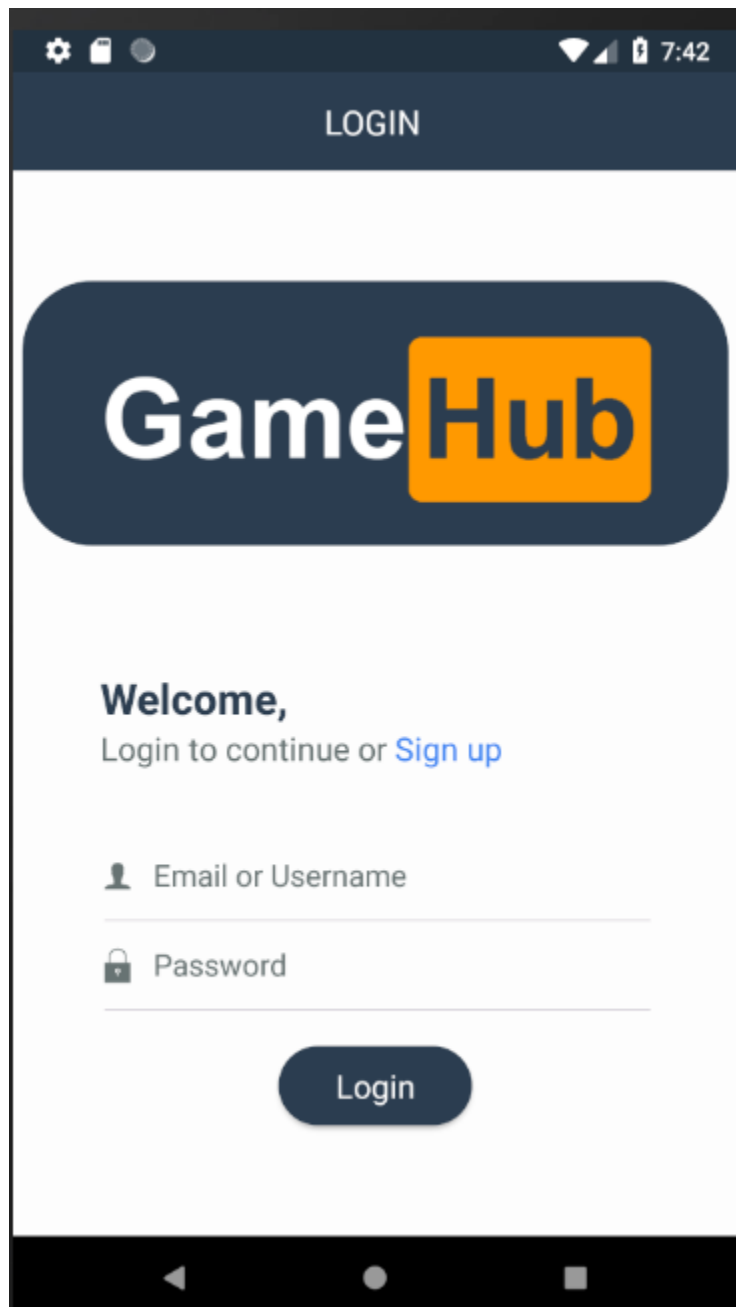 7:42
LOGIN
GameHub
Welcome,
Login to continue or Sign up
Email or Username
Password
Login